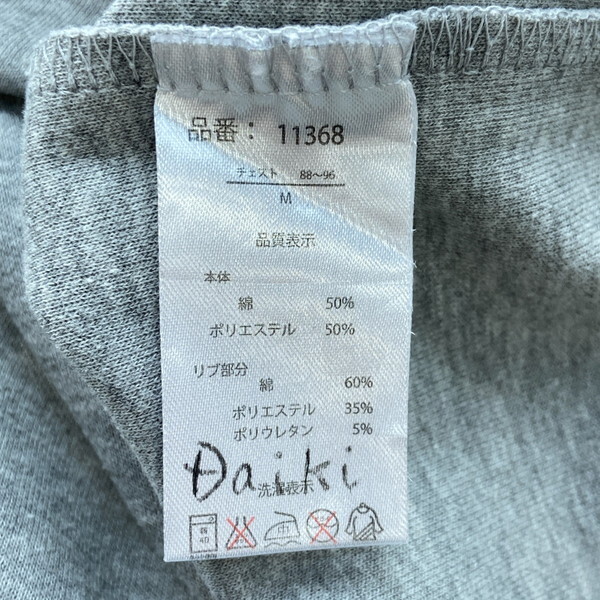 品番： 11368
チェスト 88～96
M
品質表示
本体
綿 50%
ポリエステル 50%
リブ部分
綿 60%
ポリエステル 35%
ポリウレタン 5%
Daiki
洗濯表示
弱
40